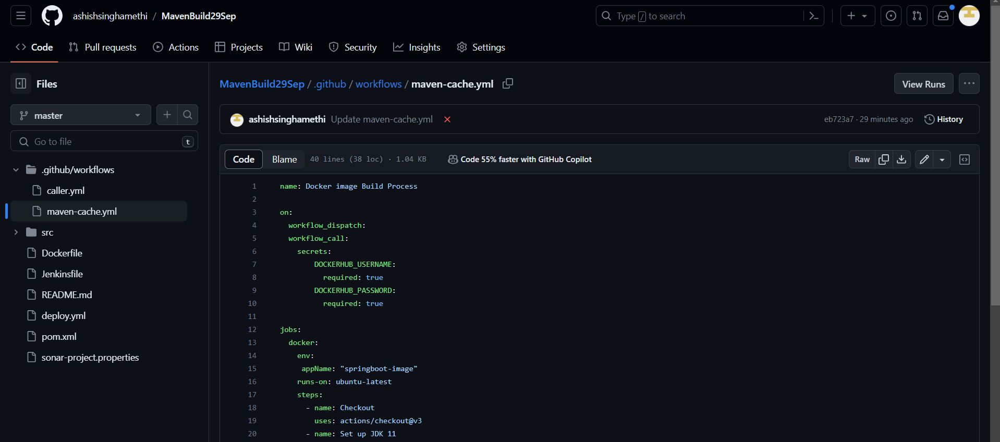 ashishsinghamethi / MavenBuild29Sep
Type / to search
Code
Pull requests
Actions
Projects
Wiki
Security
Insights
Settings
Files
master
Go to file
t
.github/workflows
caller.yml
maven-cache.yml
src
Dockerfile
Jenkinsfile
README.md
deploy.yml
pom.xml
sonar-project.properties
MavenBuild29Sep / .github / workflows / maven-cache.yml
View Runs
ashishsinghamethi Update maven-cache.yml
eb723a7 · 29 minutes ago
History
Code
Blame
40 lines (38 loc) · 1.04 KB
Code 55% faster with GitHub Copilot
Raw
1 name: Docker image Build Process
2
3 on:
4 workflow_dispatch:
5 workflow_call:
6 secrets:
7 DOCKERHUB_USERNAME:
8 required: true
9 DOCKERHUB_PASSWORD:
10 required: true
11
12 jobs:
13 docker:
14 env:
15 appName: "springboot-image"
16 runs-on: ubuntu-latest
17 steps:
18 - name: Checkout
19 uses: actions/checkout@v3
20 - name: Set up JDK 11